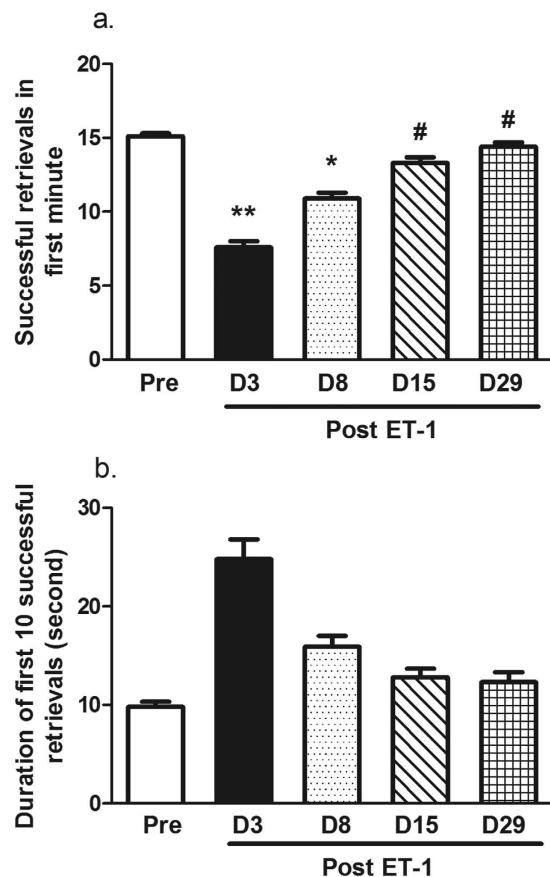 a.
Successful retrievals in
first minute
20
15
10
5
0
**
*
#
#
Pre D3 D8 D15 D29
Post ET-1
b.
Duration of first 10 successful
retrievals (second)
30
20
10
0
Pre D3 D8 D15 D29
Post ET-1